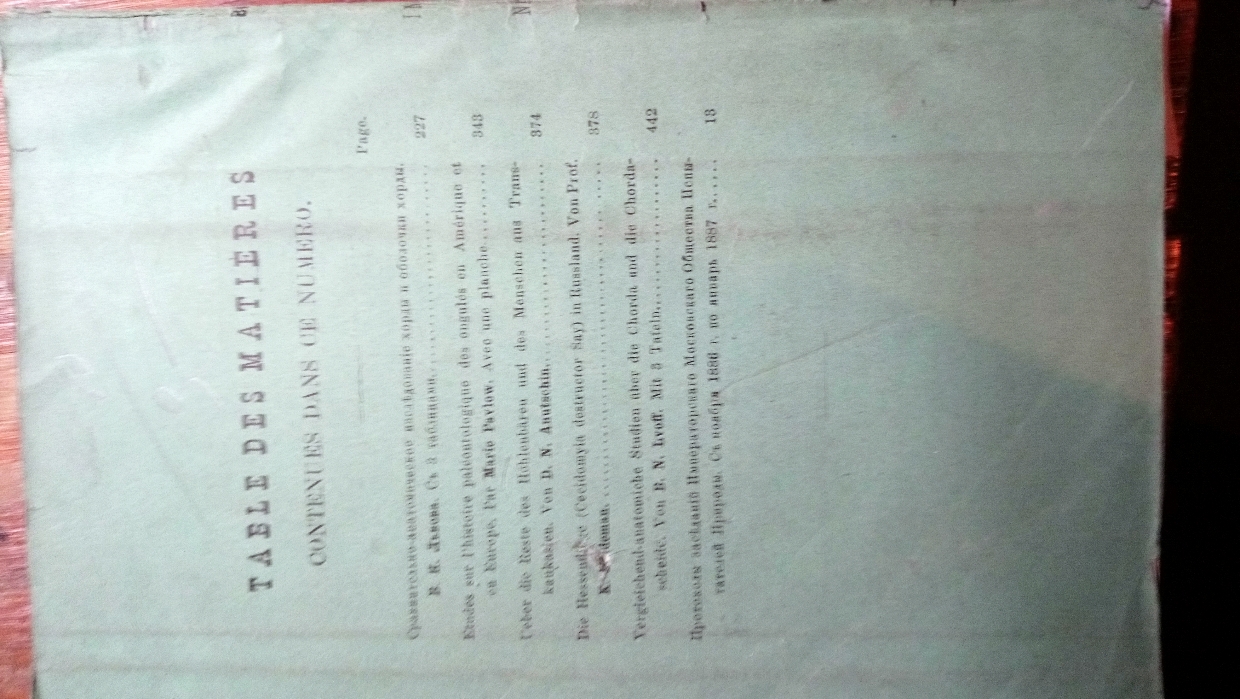 TABLE DES MATIÈRES
CONTENUES DANS CE NUMÉRO.
Page.
Сравнительно-анатомическое изслѣдованіе хорды и оболочки хорды.
В. Н. Львова. Съ 3 таблицами. 227
Études sur l'histoire paléontologique des ongulés en Amérique et
en Europe. Par Marie Pavlow. Avec une planche. 343
Ueber die Reste des Höhlenbären und des Menschen aus Trans-
kaukasien. Von D. N. Anutschin. 374
Die (Cecidomyia destructor Say) in Russland. Von Prof.
K. 378
Vergleichend-anatomiche Studien über die Chorda und die Chorda-
scheide. Von B. N. Lvoff. Mit 3 Tafeln. 442
Протоколы засѣданій Императорскаго Московскаго Общества Испы-
тателей Природы. Съ ноября 1886 г. по январь 1887 г. 13